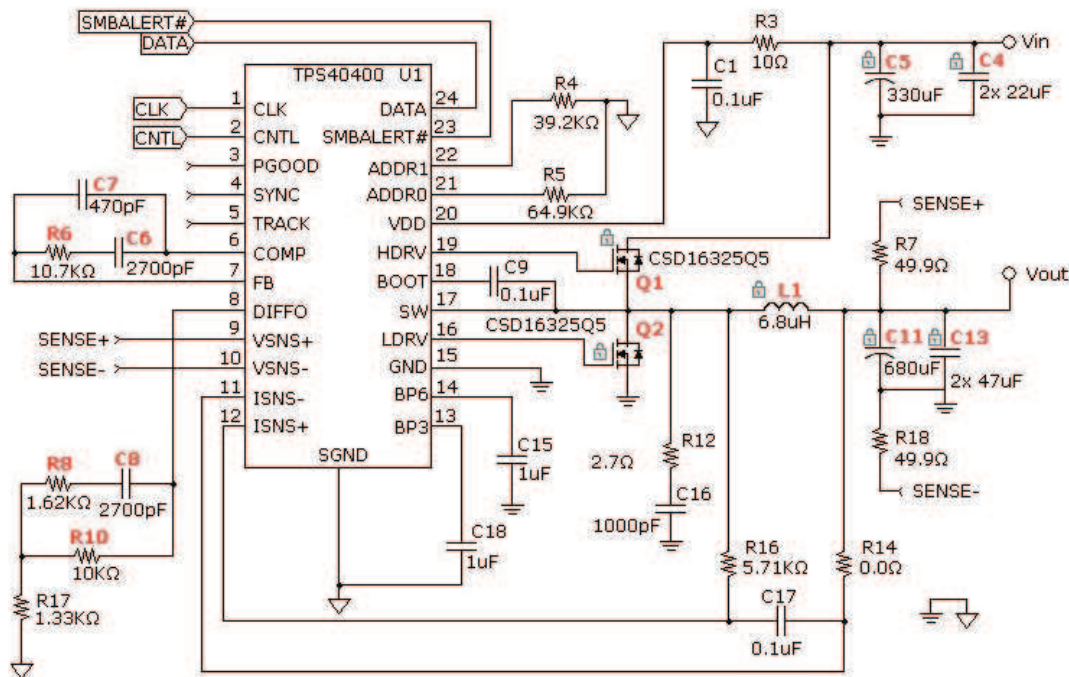 SMBALERT#
DATA
R3
10Ω
Vin
C1
0.1uF
C5
330uF
C4
2x 22uF
TPS40400 U1
CLK
CNTL
1 CLK
2 CNTL
3 PGOOD
4 SYNC
5 TRACK
6 COMP
7 FB
8 DIFFO
9 VSNS+
10 VSNS-
11 ISNS-
12 ISNS+
DATA 24
SMBALERT# 23
ADDR1 22
ADDR0 21
VDD 20
HDRV 19
BOOT 18
SW 17
LDRV 16
GND 15
BP6 14
BP3 13
SGND
R4
39.2KΩ
R5
64.9KΩ
C7
470pF
R6
10.7KΩ
C6
2700pF
SENSE+
SENSE-
C9
0.1uF
CSD16325Q5
Q1
CSD16325Q5
Q2
L1
6.8uH
SENSE+
R7
49.9Ω
Vout
C11
680uF
C13
2x 47uF
R18
49.9Ω
SENSE-
R12
2.7Ω
C16
1000pF
C15
1uF
C18
1uF
R8
1.62KΩ
C8
2700pF
R10
10KΩ
R17
1.33KΩ
R16
5.71KΩ
R14
0.0Ω
C17
0.1uF